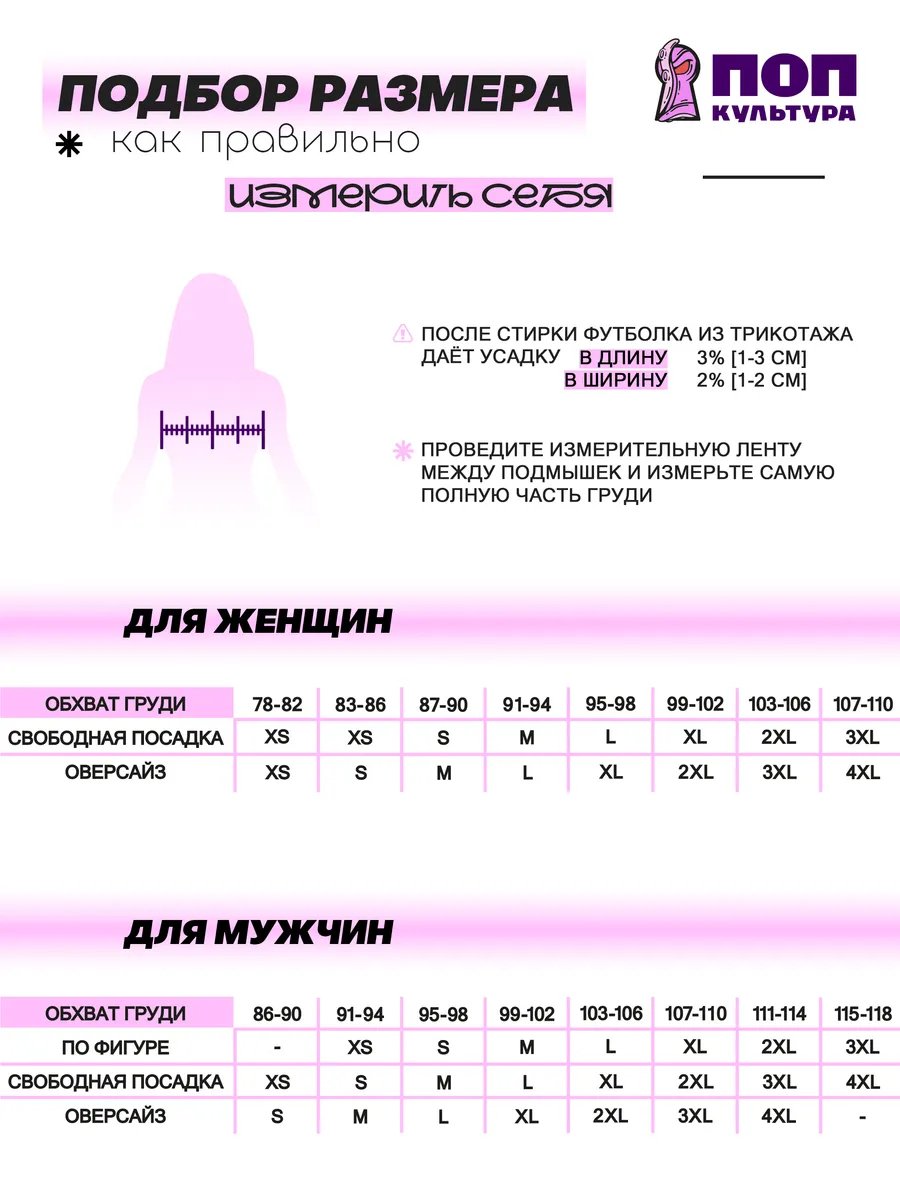 ПОДБОР РАЗМЕРА
как правильно
измерить себя
ПОП
КУЛЬТУРА
ПОСЛЕ СТИРКИ ФУТБОЛКА ИЗ ТРИКОТАЖА
ДАЁТ УСАДКУ В ДЛИНУ 3% [1-3 СМ]
В ШИРИНУ 2% [1-2 СМ]
ПРОВЕДИТЕ ИЗМЕРИТЕЛЬНУЮ ЛЕНТУ
МЕЖДУ ПОДМЫШЕК И ИЗМЕРЬТЕ САМУЮ
ПОЛНУЮ ЧАСТЬ ГРУДИ
ДЛЯ ЖЕНЩИН
ОБХВАТ ГРУДИ 78-82 83-86 87-90 91-94 95-98 99-102 103-106 107-110
СВОБОДНАЯ ПОСАДКА XS XS S M L XL 2XL 3XL
ОВЕРСАЙЗ XS S M L XL 2XL 3XL 4XL
ДЛЯ МУЖЧИН
ОБХВАТ ГРУДИ 86-90 91-94 95-98 99-102 103-106 107-110 111-114 115-118
ПО ФИГУРЕ - XS S M L XL 2XL 3XL
СВОБОДНАЯ ПОСАДКА XS S M L XL 2XL 3XL 4XL
ОВЕРСАЙЗ S M L XL 2XL 3XL 4XL -